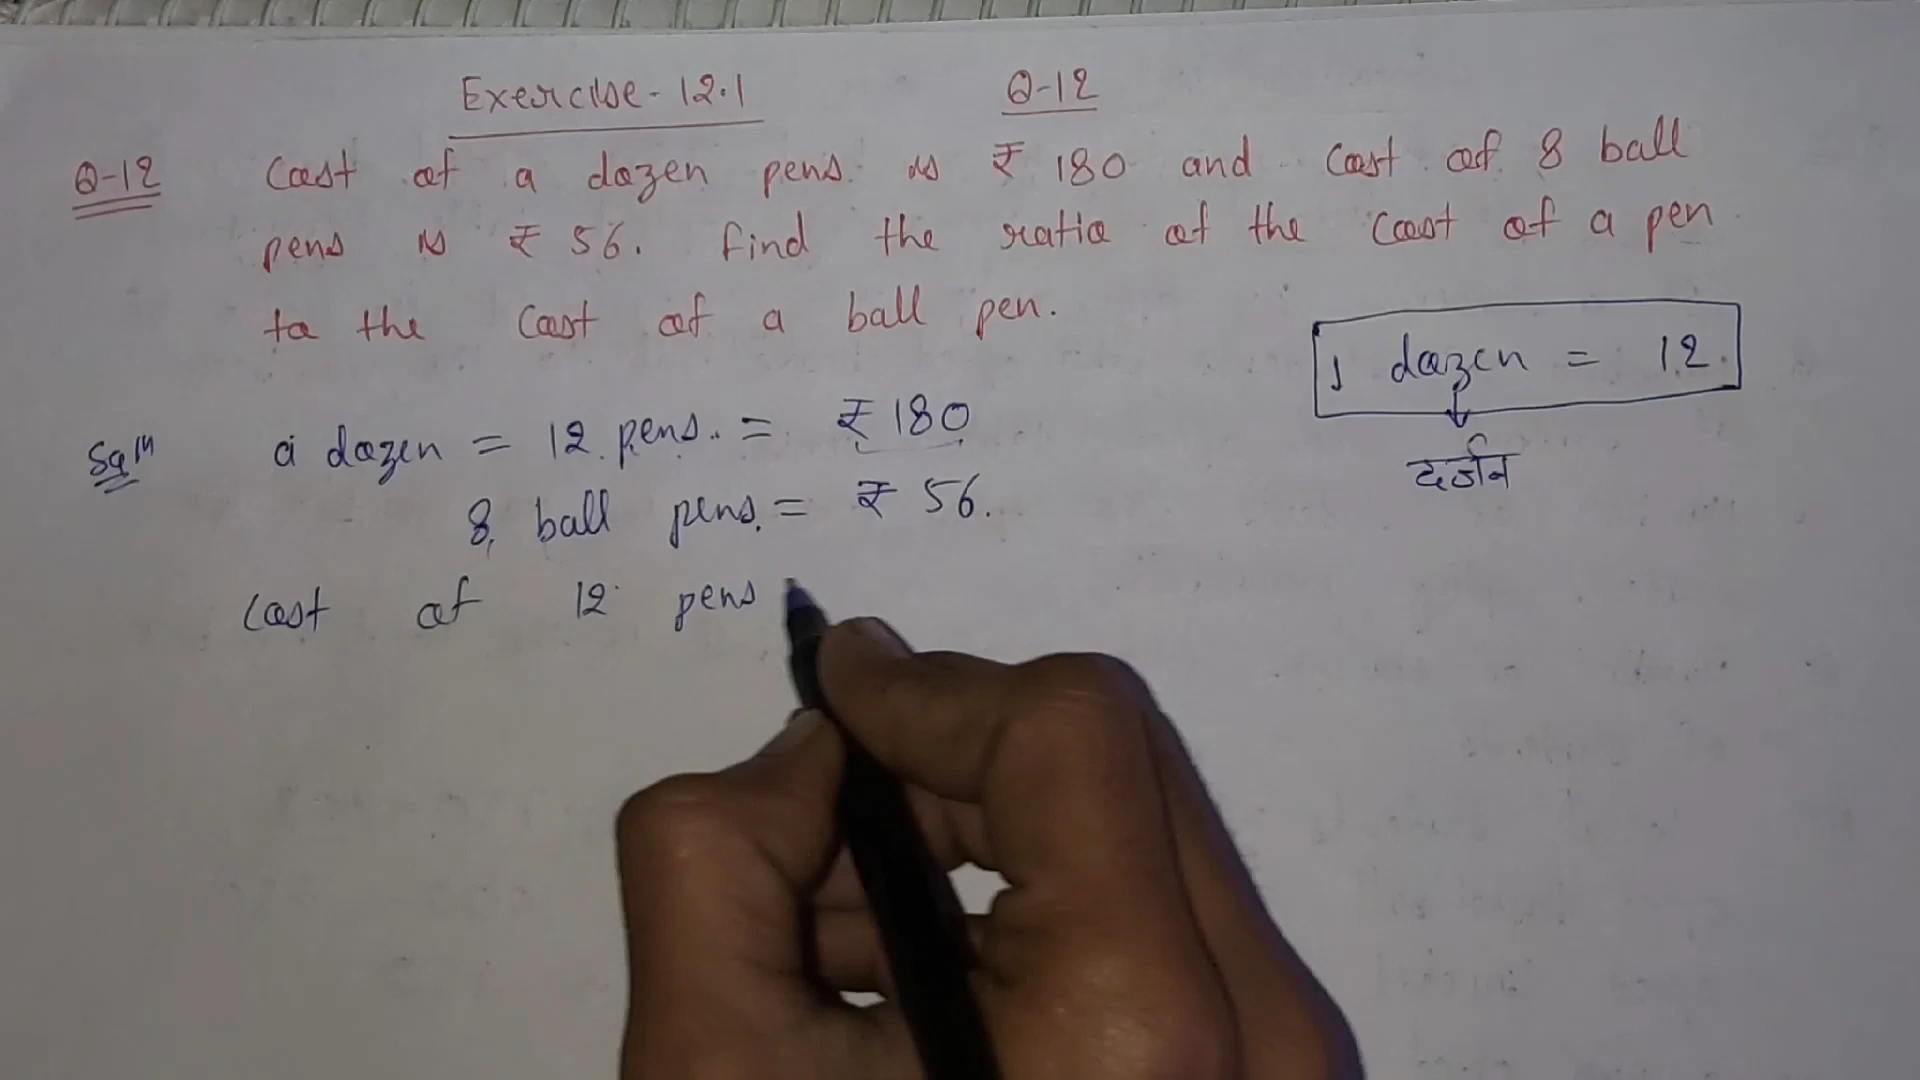 Exercise-12.1 Q-12
Q-12 Cost of a dozen pens is ₹ 180 and cost of 8 ball
pens is ₹ 56. Find the ratio of the cost of a pen
to the cost of a ball pen.
1 dozen = 12
दर्जन
Solⁿ a dozen = 12 pens = ₹ 180
8 ball pens = ₹ 56.
Cost of 12 pens